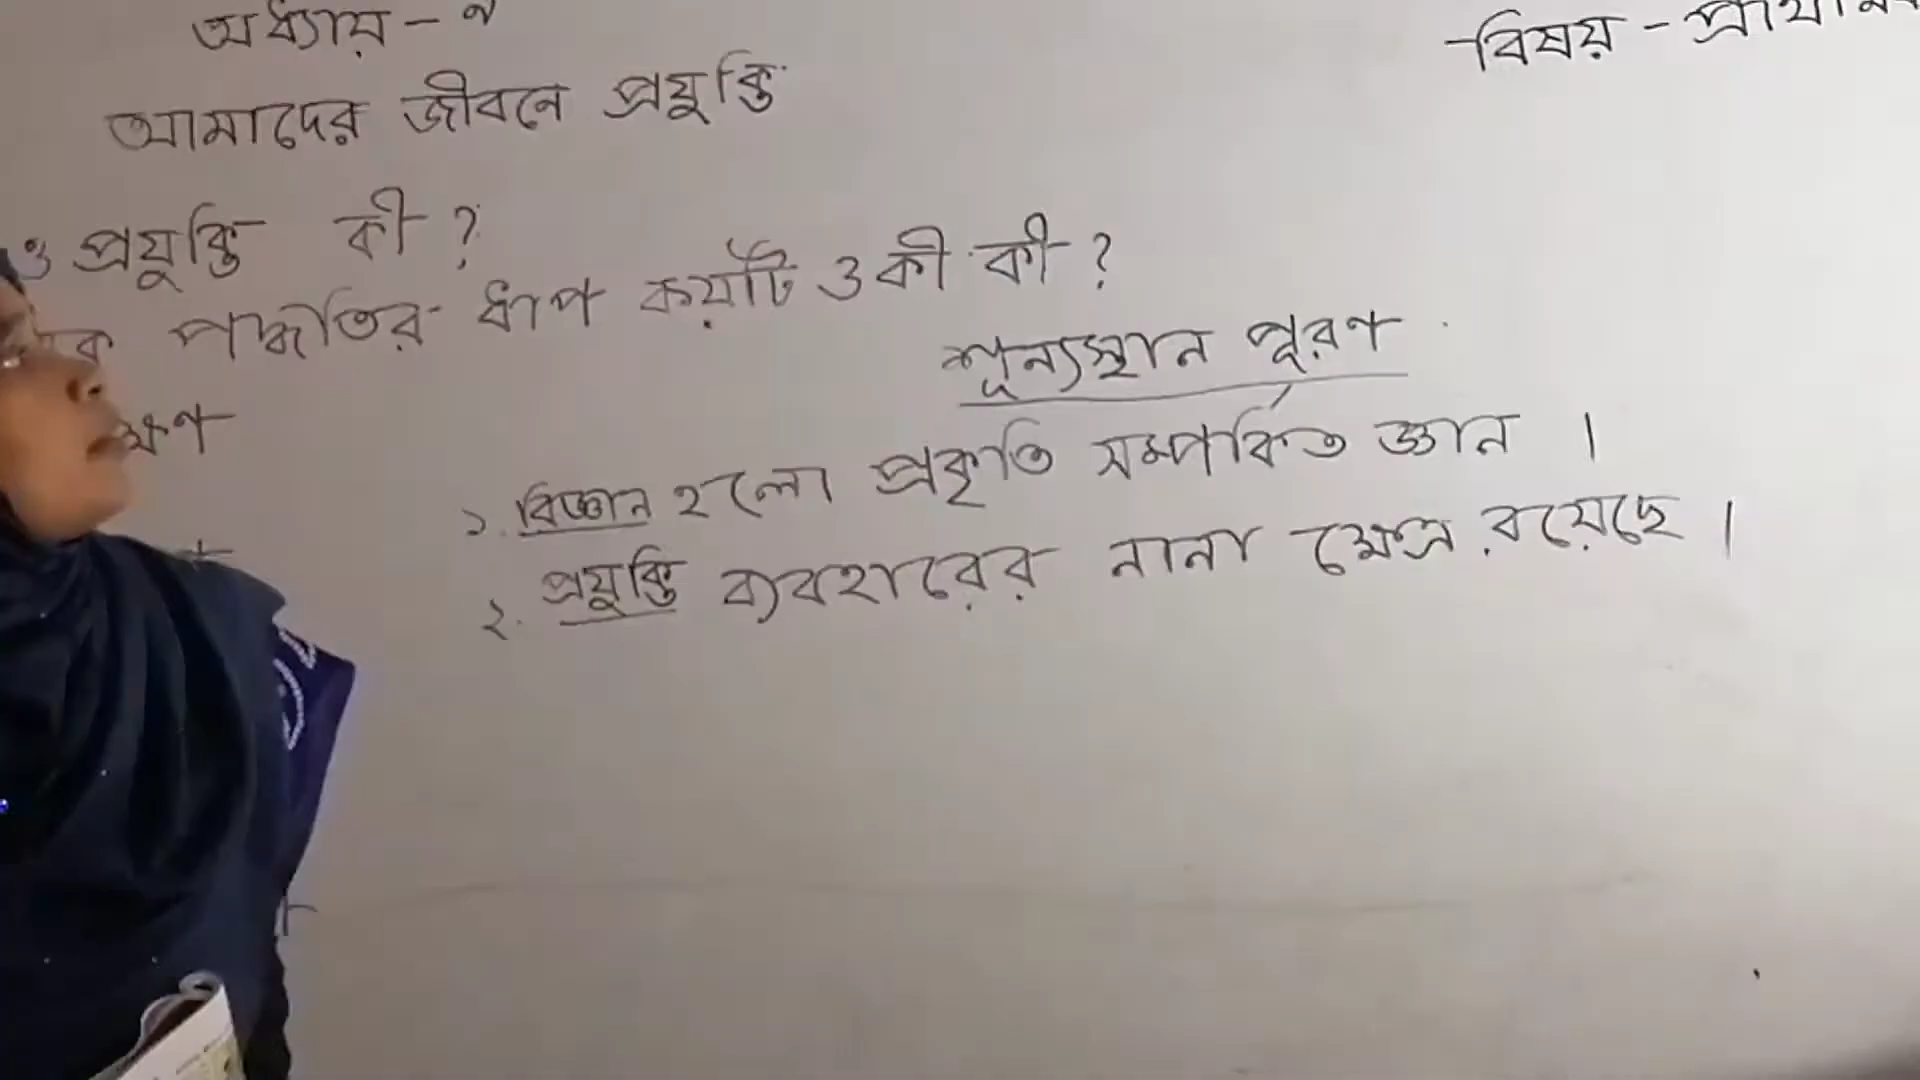 অধ্যায় - ৭
বিষয় -
আমাদের জীবনে প্রযুক্তি
ও প্রযুক্তি কী ?
পদ্ধতির ধাপ কয়টি ও কী কী ?
শূন্যস্থান পূরণ
১. বিজ্ঞান হলো প্রকৃতি সম্পর্কিত জ্ঞান ।
২. প্রযুক্তি ব্যবহারের নানা ক্ষেত্র রয়েছে ।